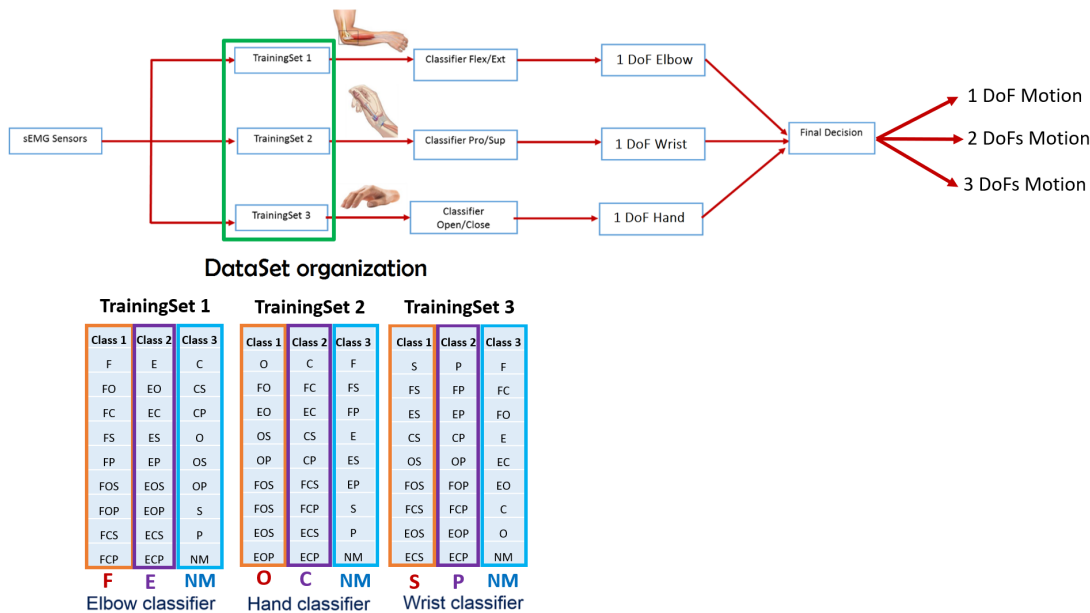 TrainingSet 1
Classifier Flex/Ext
1 DoF Elbow
1 DoF Motion
sEMG Sensors
TrainingSet 2
Classifier Pro/Sup
1 DoF Wrist
Final Decision
2 DoFs Motion
3 DoFs Motion
TrainingSet 3
Classifier
Open/Close
1 DoF Hand
DataSet organization
TrainingSet 1 TrainingSet 2 TrainingSet 3
Class 1 Class 2 Class 3 Class 1 Class 2 Class 3 Class 1 Class 2 Class 3
F E C O C F S P F
FO EO CS FO FC FS FS FP FC
FC EC CP EO EC FP ES EP FO
FS ES O OS CS E CS CP E
FP EP OS OP CP ES OS OP EC
FOS EOS OP FOS FCS EP FOS FOP EO
FOP EOP S FOS FCP S FCS FCP C
FCS ECS P EOS ECS P EOS EOP O
FCP ECP NM EOP ECP NM ECS ECP NM
F E NM O C NM S P NM
Elbow classifier Hand classifier Wrist classifier